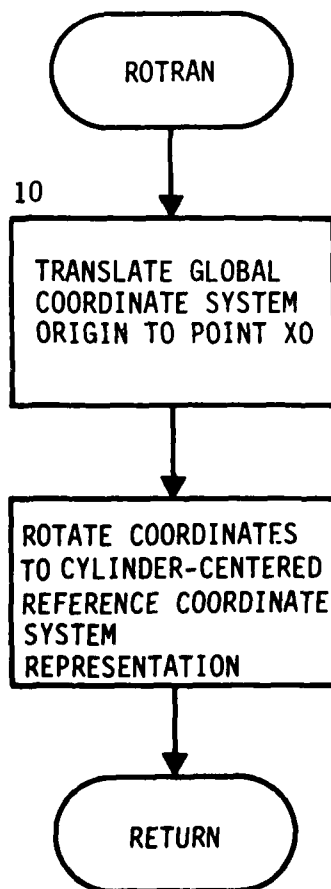 ROTRAN
10
TRANSLATE GLOBAL
COORDINATE SYSTEM
ORIGIN TO POINT XO
ROTATE COORDINATES
TO CYLINDER-CENTERED
REFERENCE COORDINATE
SYSTEM
REPRESENTATION
RETURN